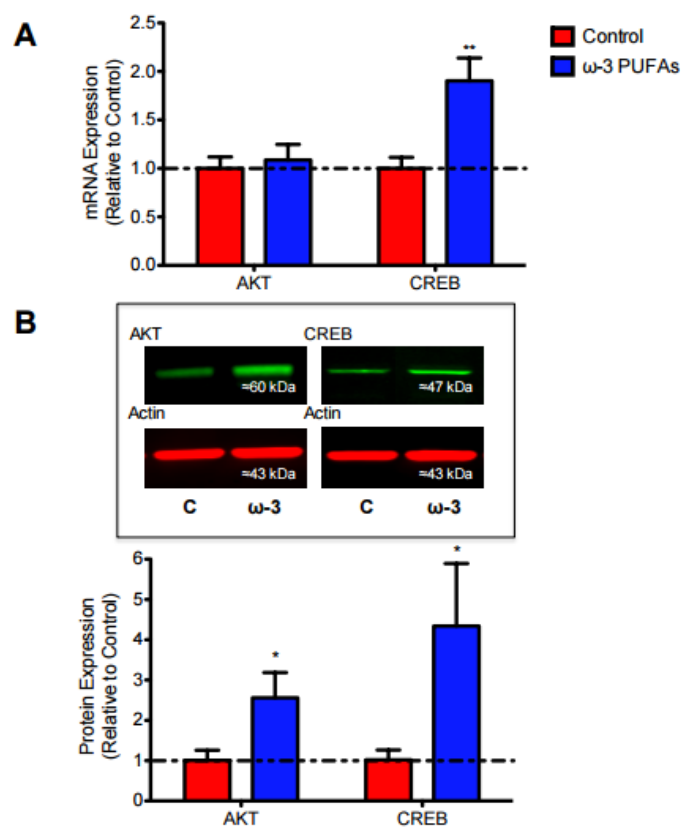 A
Control
ω-3 PUFAs
mRNA Expression
(Relative to Control)
2.5
2.0
1.5
1.0
0.5
0.0
**
AKT CREB
B
AKT CREB
≈60 kDa ≈47 kDa
Actin Actin
≈43 kDa ≈43 kDa
C ω-3 C ω-3
Protein Expression
(Relative to Control)
6
5
4
3
2
1
0
*
*
AKT CREB